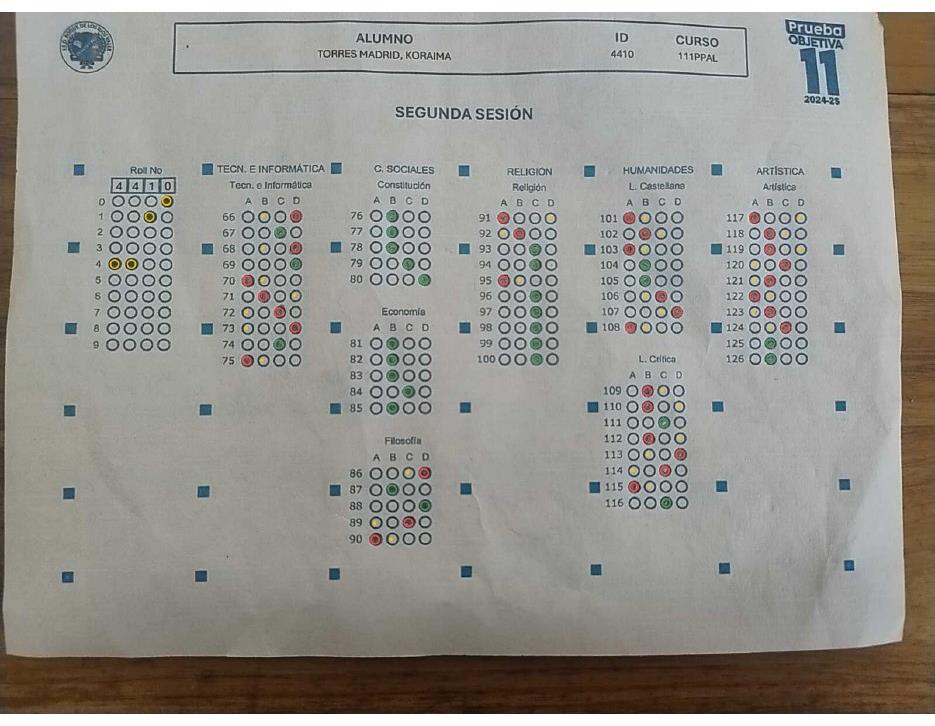 ALUMNO ID CURSO
TORRES MADRID, KORAIMA 4410 111PPAL
Prueba
OBJETIVA
11
2024-25
SEGUNDA SESIÓN
Roll No
4 4 1 0
0
1
2
3
4
5
6
7
8
9
TECN. E INFORMÁTICA
Tecn. e Informática
A B C D
66
67
68
69
70
71
72
73
74
75
C. SOCIALES
Constitución
A B C D
76
77
78
79
80
Economía
A B C D
81
82
83
84
85
Filosofía
A B C D
86
87
88
89
90
RELIGION
Religión
A B C D
91
92
93
94
95
96
97
98
99
100
HUMANIDADES
L. Castellana
A B C D
101
102
103
104
105
106
107
108
L. Crítica
A B C D
109
110
111
112
113
114
115
116
ARTÍSTICA
Artística
A B C D
117
118
119
120
121
122
123
124
125
126